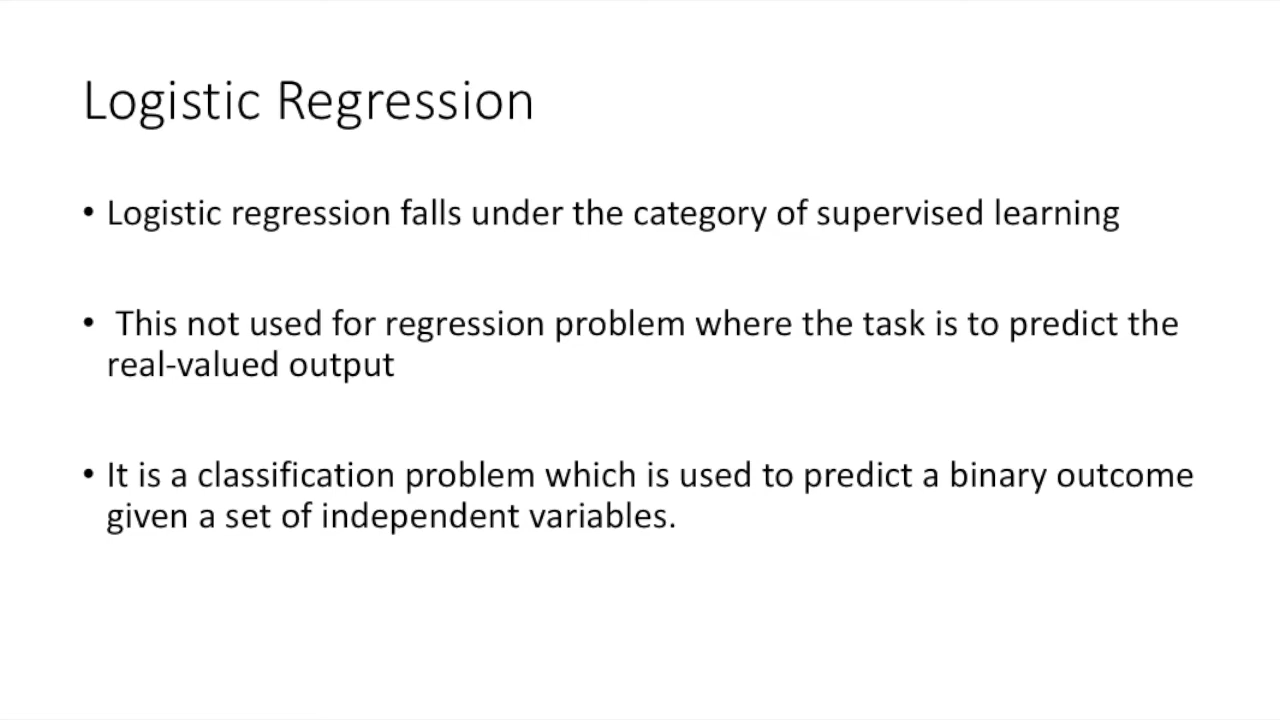 Logistic Regression
• Logistic regression falls under the category of supervised learning
• This not used for regression problem where the task is to predict the
real-valued output
• It is a classification problem which is used to predict a binary outcome
given a set of independent variables.